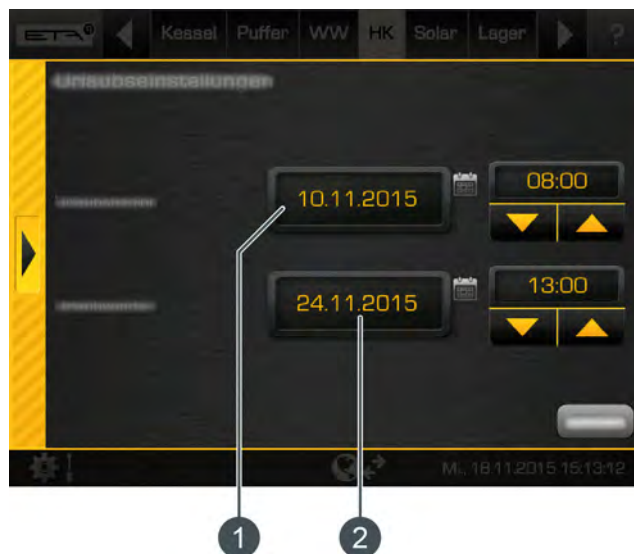 ETA Kessel Puffer WW HK Solar Lager ?
Urlaubseinstellungen
10.11.2015 08:00
24.11.2015 13:00
Mi, 18.11.2015 15:13:12
1 2